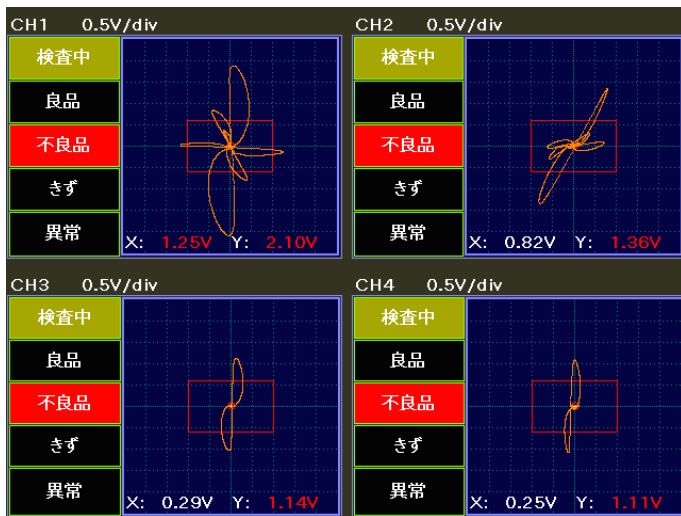 CH1 0.5V/div
検査中
良品
不良品
きず
異常
X: 1.25V Y: 2.10V
CH2 0.5V/div
検査中
良品
不良品
きず
異常
X: 0.82V Y: 1.36V
CH3 0.5V/div
検査中
良品
不良品
きず
異常
X: 0.29V Y: 1.14V
CH4 0.5V/div
検査中
良品
不良品
きず
異常
X: 0.25V Y: 1.11V